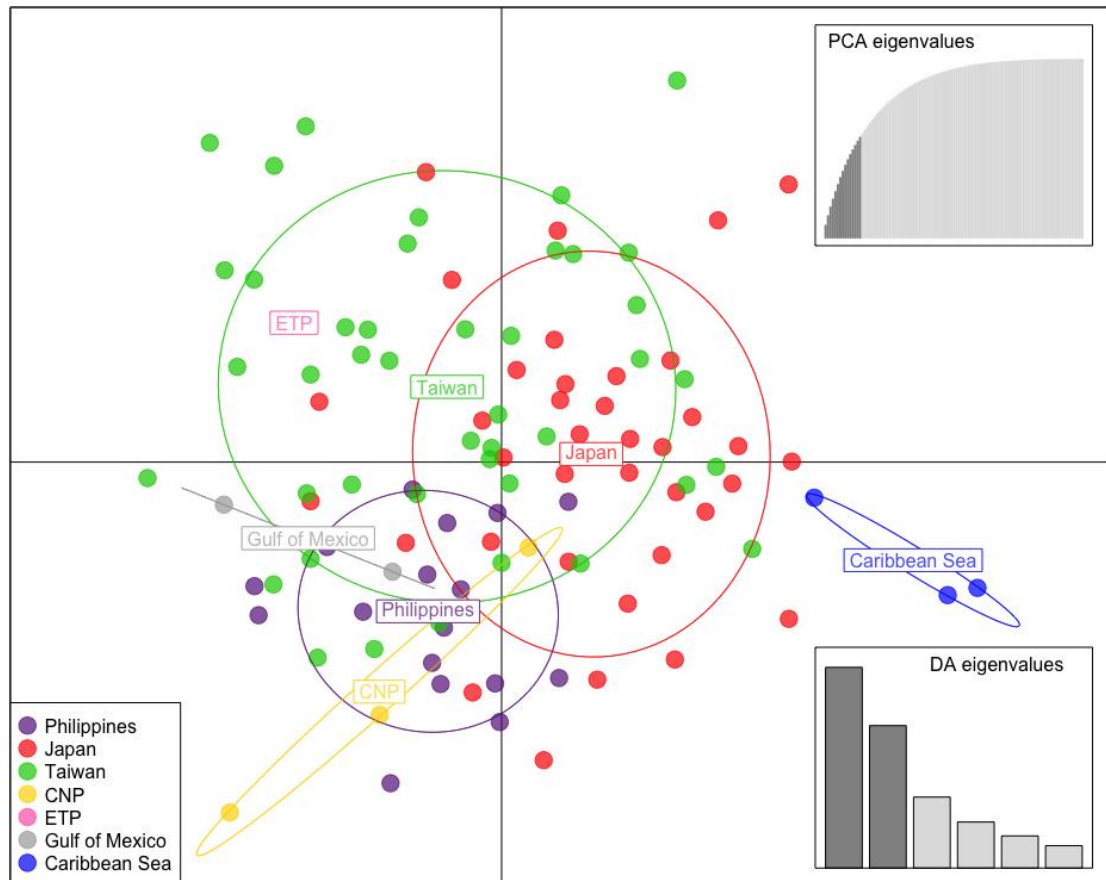 PCA eigenvalues
ETP
Taiwan
Japan
Gulf of Mexico
Caribbean Sea
Philippines
CNP
DA eigenvalues
Philippines
Japan
Taiwan
CNP
ETP
Gulf of Mexico
Caribbean Sea